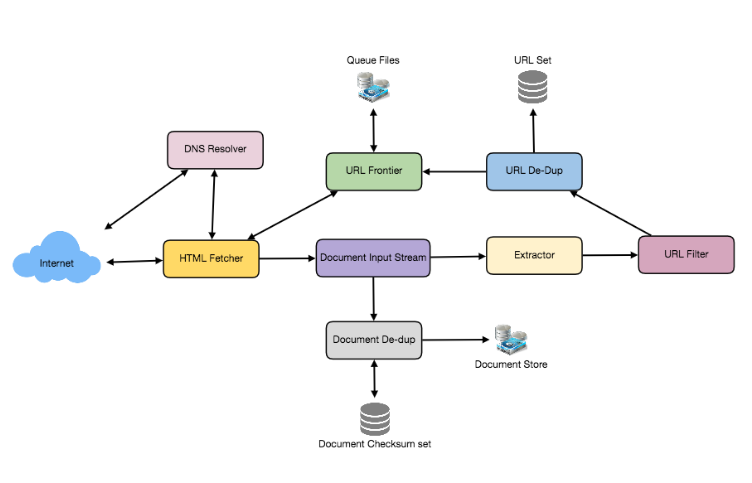 Queue Files
URL Set
DNS Resolver
URL Frontier
URL De-Dup
Internet
HTML Fetcher
Document Input Stream
Extractor
URL Filter
Document De-dup
Document Store
Document Checksum set